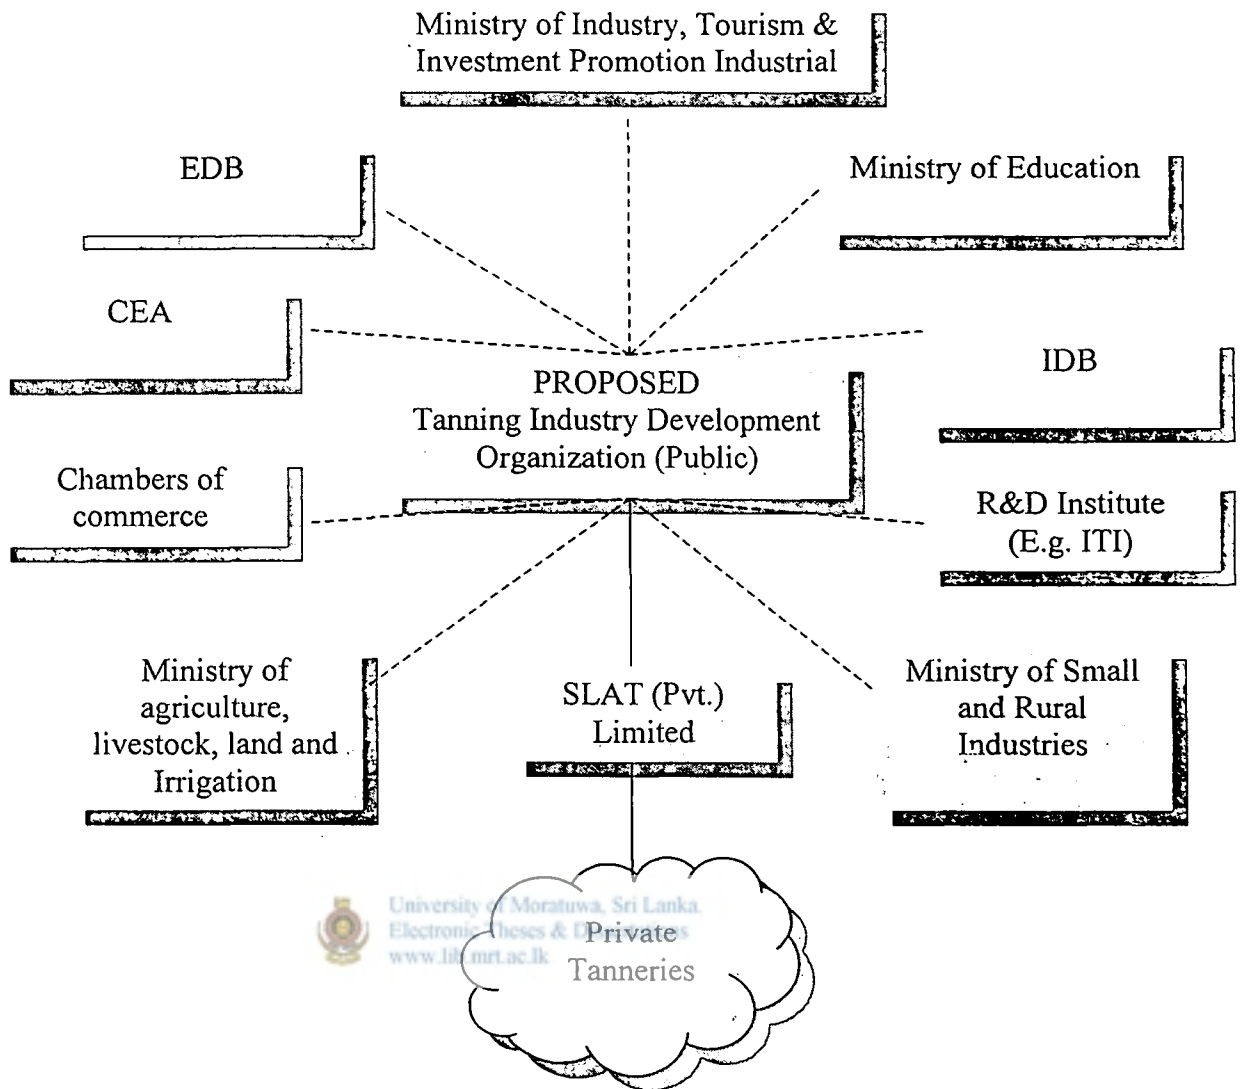 Ministry of Industry, Tourism &
Investment Promotion Industrial
EDB
Ministry of Education
CEA
IDB
PROPOSED
Tanning Industry Development
Organization (Public)
Chambers of
commerce
R&D Institute
(E.g. ITI)
Ministry of
agriculture,
livestock, land and
Irrigation
SLAT (Pvt.)
Limited
Ministry of Small
and Rural
Industries
University of Moratuwa, Sri Lanka.
Electronic Theses & Dissertations
www.lib.mrt.ac.lk
Private
Tanneries